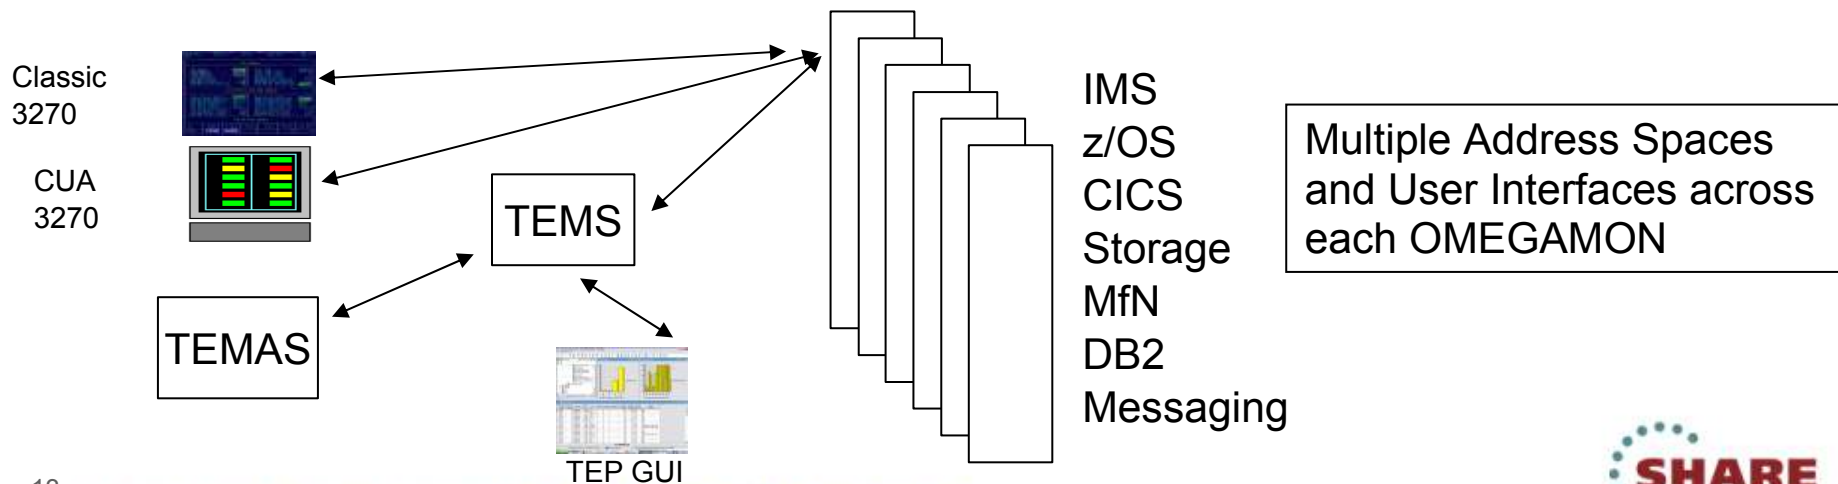 Classic
3270
CUA
3270
TEMS
TEMAS
TEP GUI
IMS
z/OS
CICS
Storage
MfN
DB2
Messaging
Multiple Address Spaces
and User Interfaces across
each OMEGAMON
SHARE